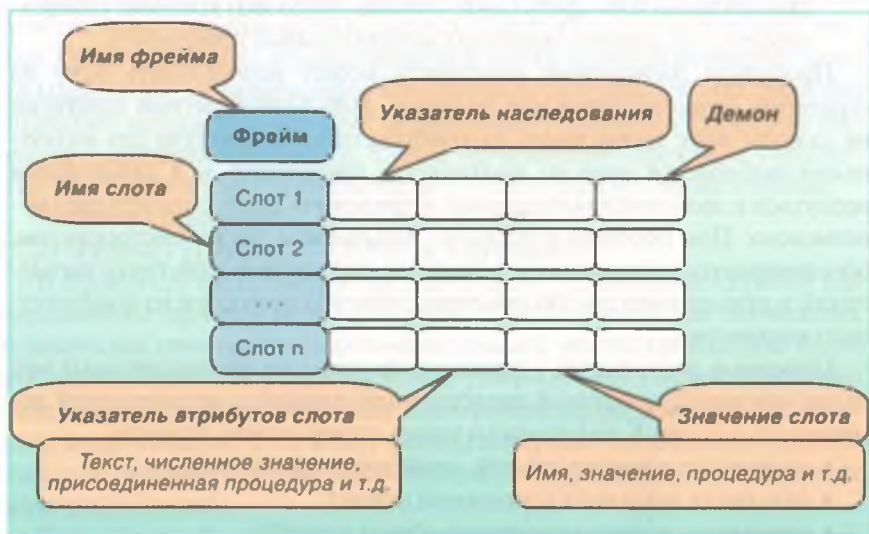 Имя фрейма
Указатель наследования
Демон
Фрейм
Имя слота
Слот 1
Слот 2
Слот n
Указатель втрибутов слота
Значение слота
Текст, численное значение,
присоединенная процедура и т.д.
Имя, значение, процедура и т.д.